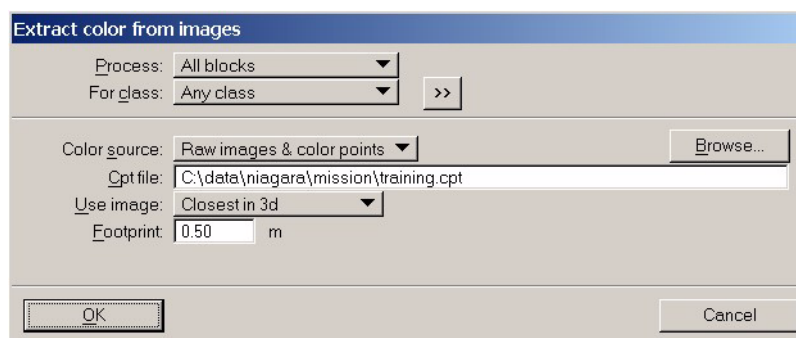 Extract color from images
Process: All blocks
For class: Any class >>
Color source: Raw images & color points Browse...
Cpt file: C:\data\niagara\mission\training.cpt
Use image: Closest in 3d
Footprint: 0.50 m
OK Cancel